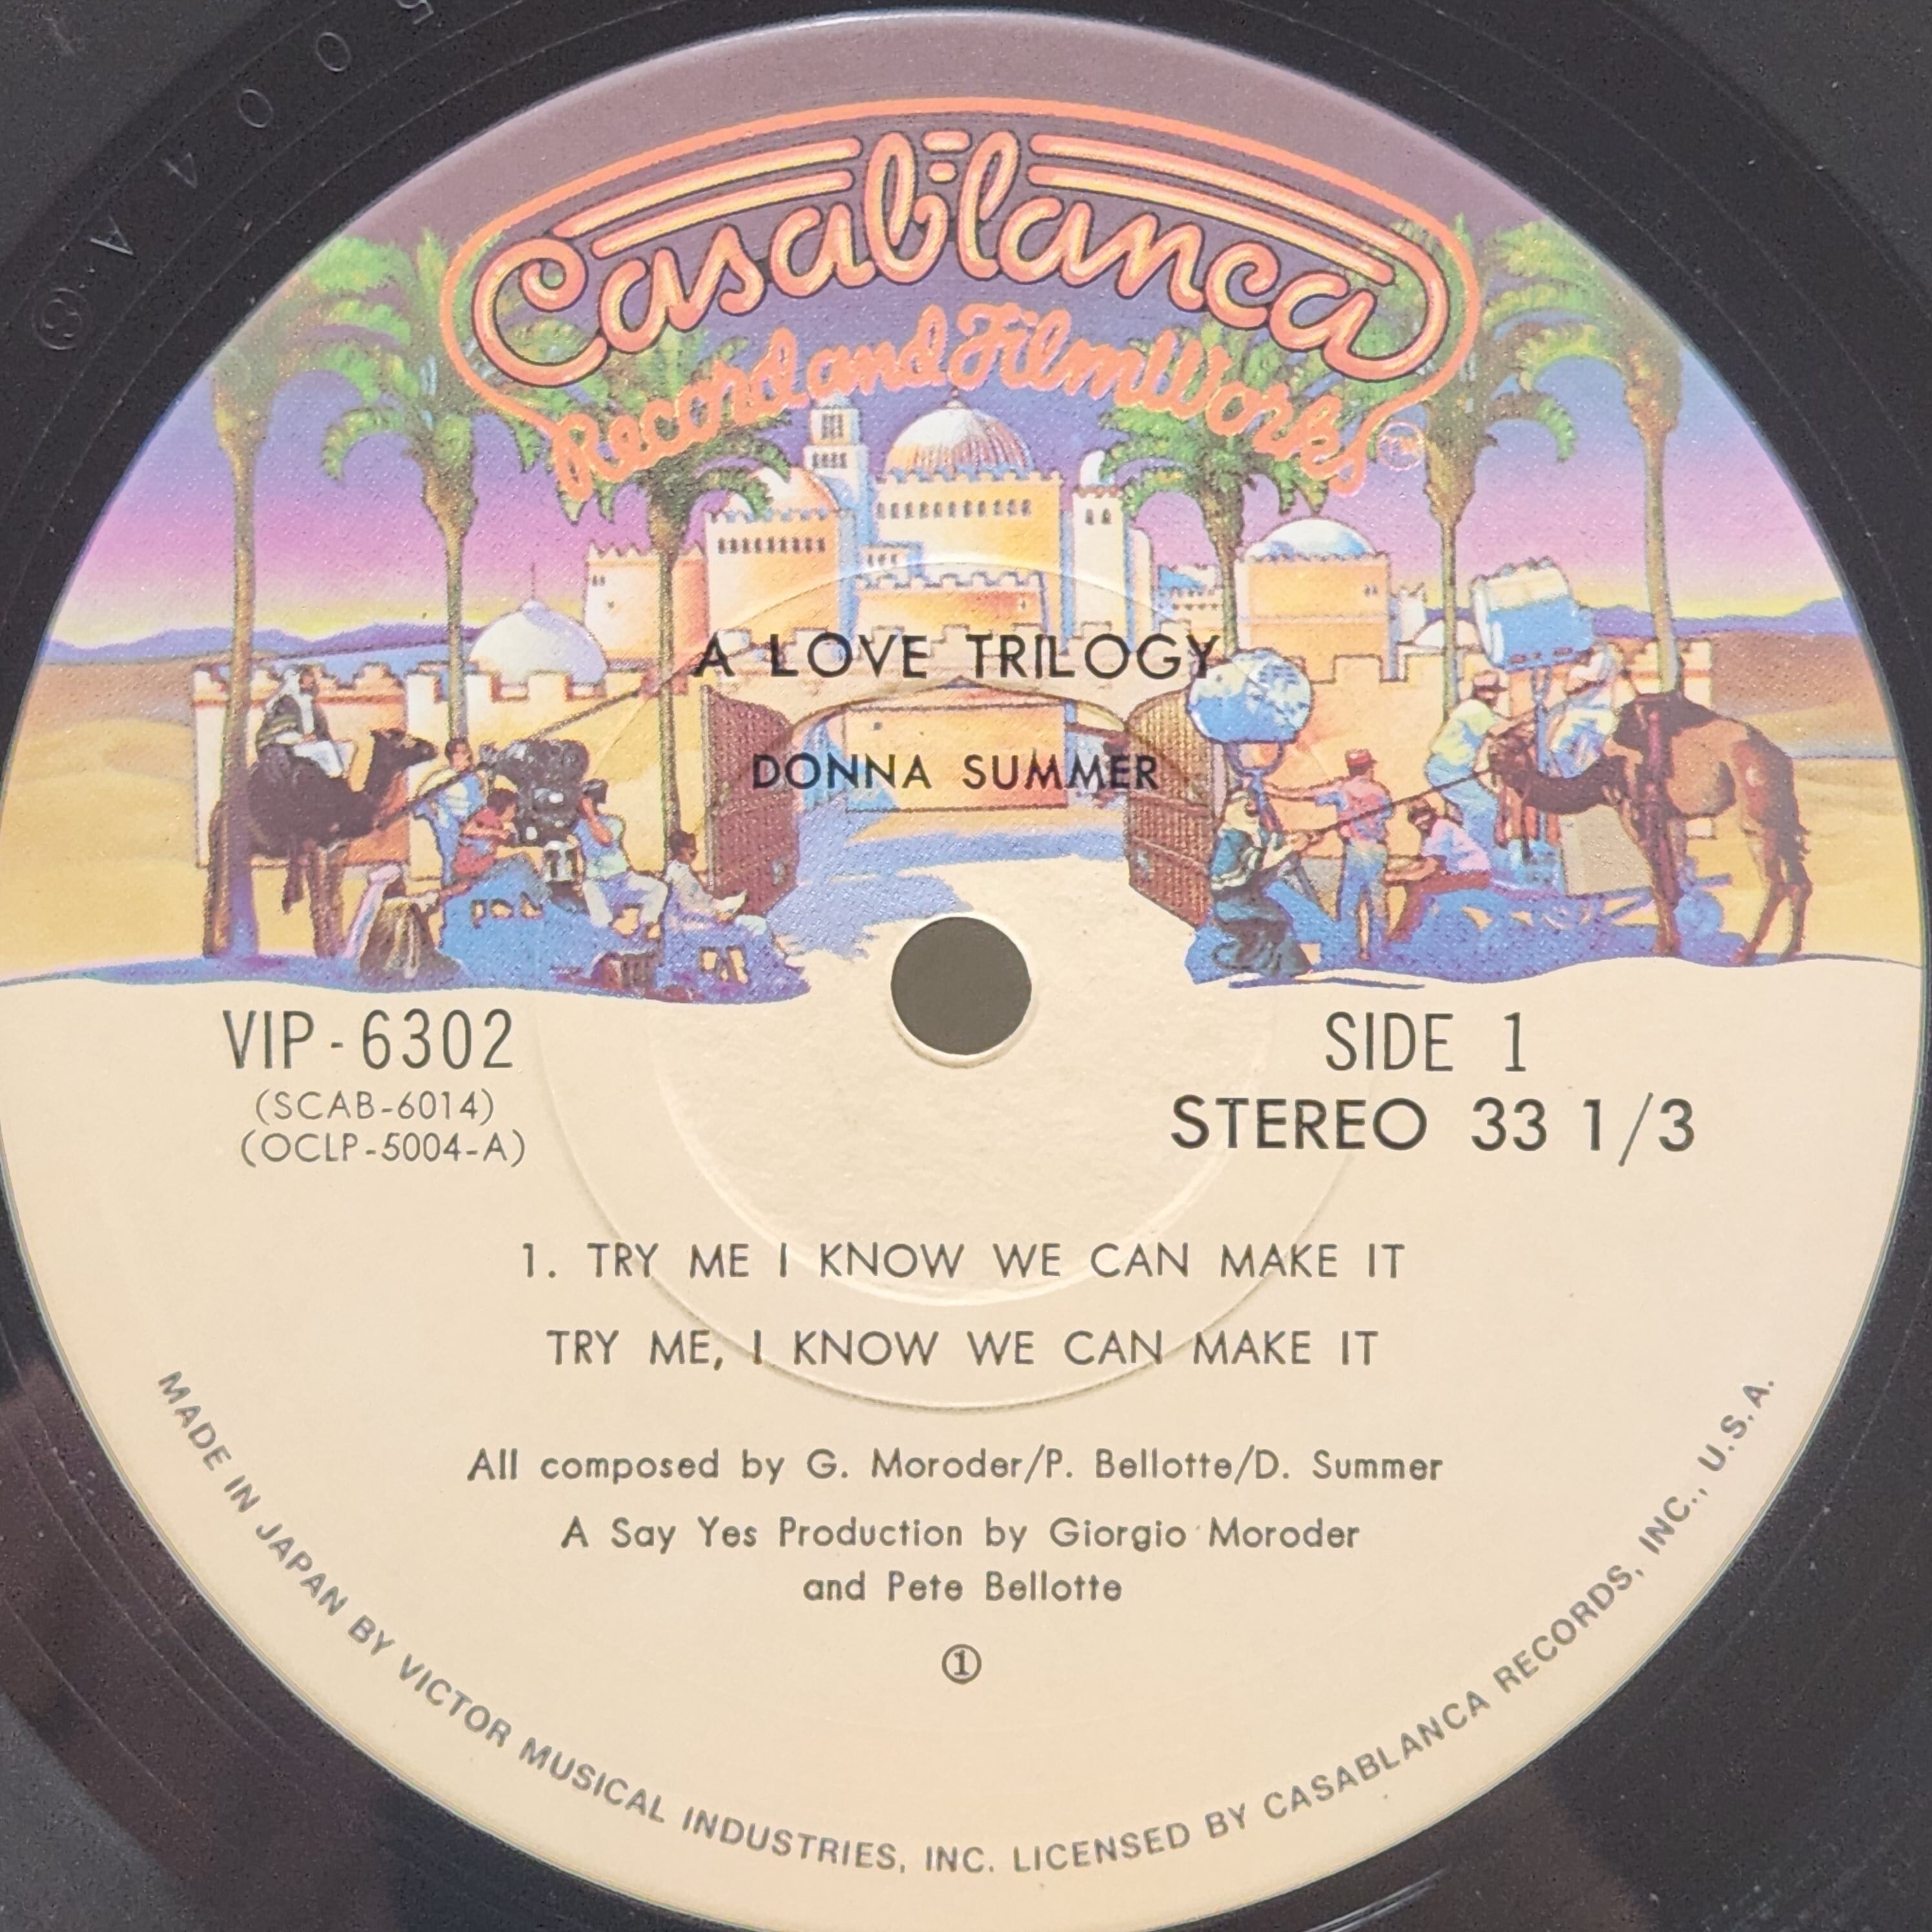 5004 A
Casablanca
Record and FilmWorks
TM
A LOVE TRILOGY
DONNA SUMMER
VIP-6302
(SCAB-6014)
(OCLP-5004-A)
SIDE 1
STEREO 33 1/3
1. TRY ME I KNOW WE CAN MAKE IT
TRY ME, I KNOW WE CAN MAKE IT
All composed by G. Moroder/P. Bellotte/D. Summer
A Say Yes Production by Giorgio Moroder
and Pete Bellotte
①
MADE IN JAPAN BY VICTOR MUSICAL INDUSTRIES, INC. LICENSED BY CASABLANCA RECORDS, INC., U.S.A.